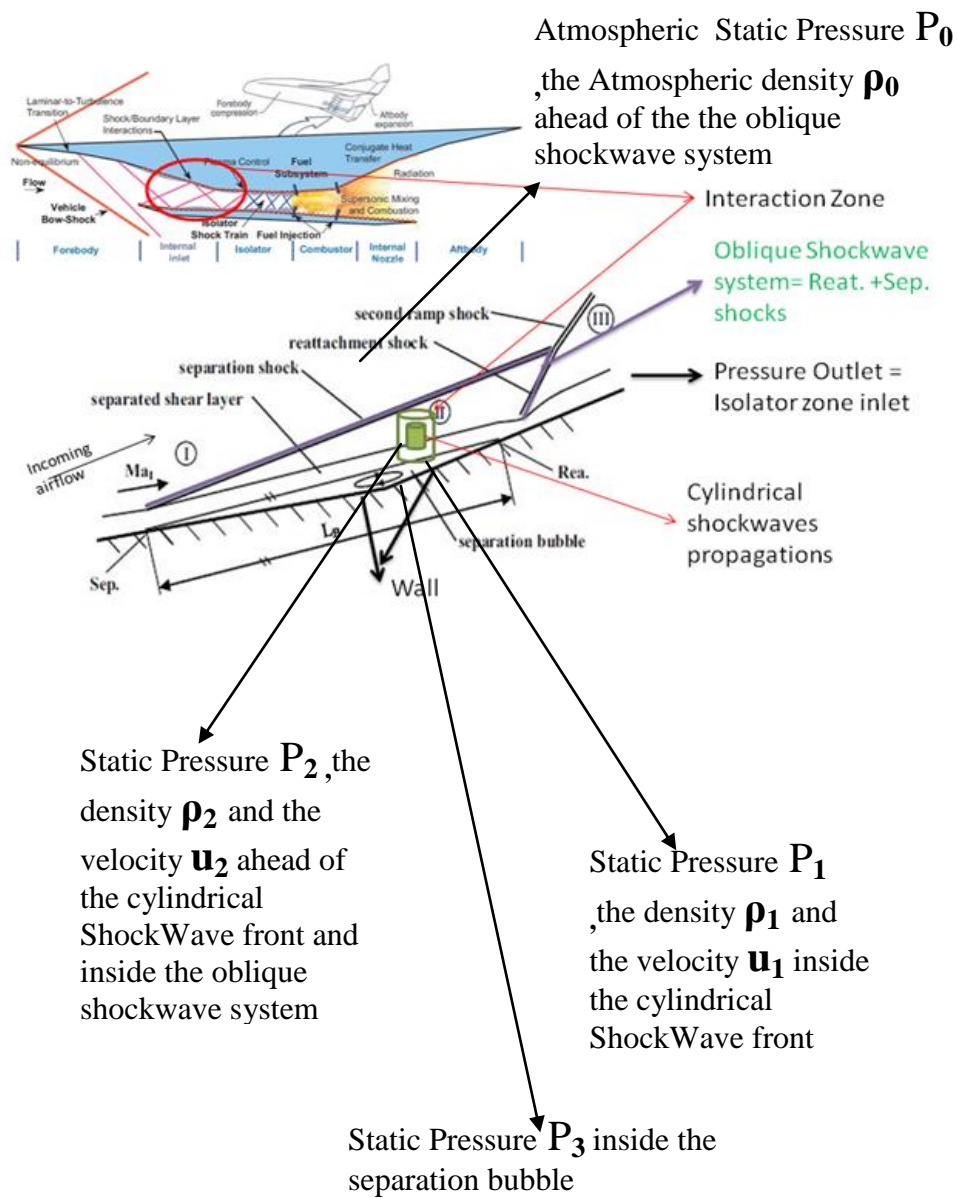 Atmospheric Static Pressure P0
,the Atmospheric density ρ0
ahead of the the oblique
shockwave system
Laminar-to-Turbulence
Transition
Shock/Boundary Layer
Interactions
Forebody
compression
Aftbody
expansion
Non-equilibrium
Plasma Control
Fuel
Subsystem
Conjugate Heat
Transfer
Radiation
Flow
Vehicle
Bow-Shock
Isolator
Shock Train
Fuel Injection
Supersonic Mixing
and Combustion
Forebody
Internal
inlet
Isolator
Combustor
Internal
Nozzle
Aftbody
Interaction Zone
Oblique Shockwave
system= Reat. +Sep.
shocks
second ramp shock
III
reattachment shock
separation shock
separated shear layer
Pressure Outlet =
Isolator zone inlet
II
I
Incoming
airflow
MaI
Rea.
Cylindrical
shockwaves
propagations
separation bubble
Sep.
Wall
Static Pressure P2 ,the
density ρ2 and the
velocity u2 ahead of
the cylindrical
ShockWave front and
inside the oblique
shockwave system
Static Pressure P1
,the density ρ1 and
the velocity u1 inside
the cylindrical
ShockWave front
Static Pressure P3 inside the
separation bubble